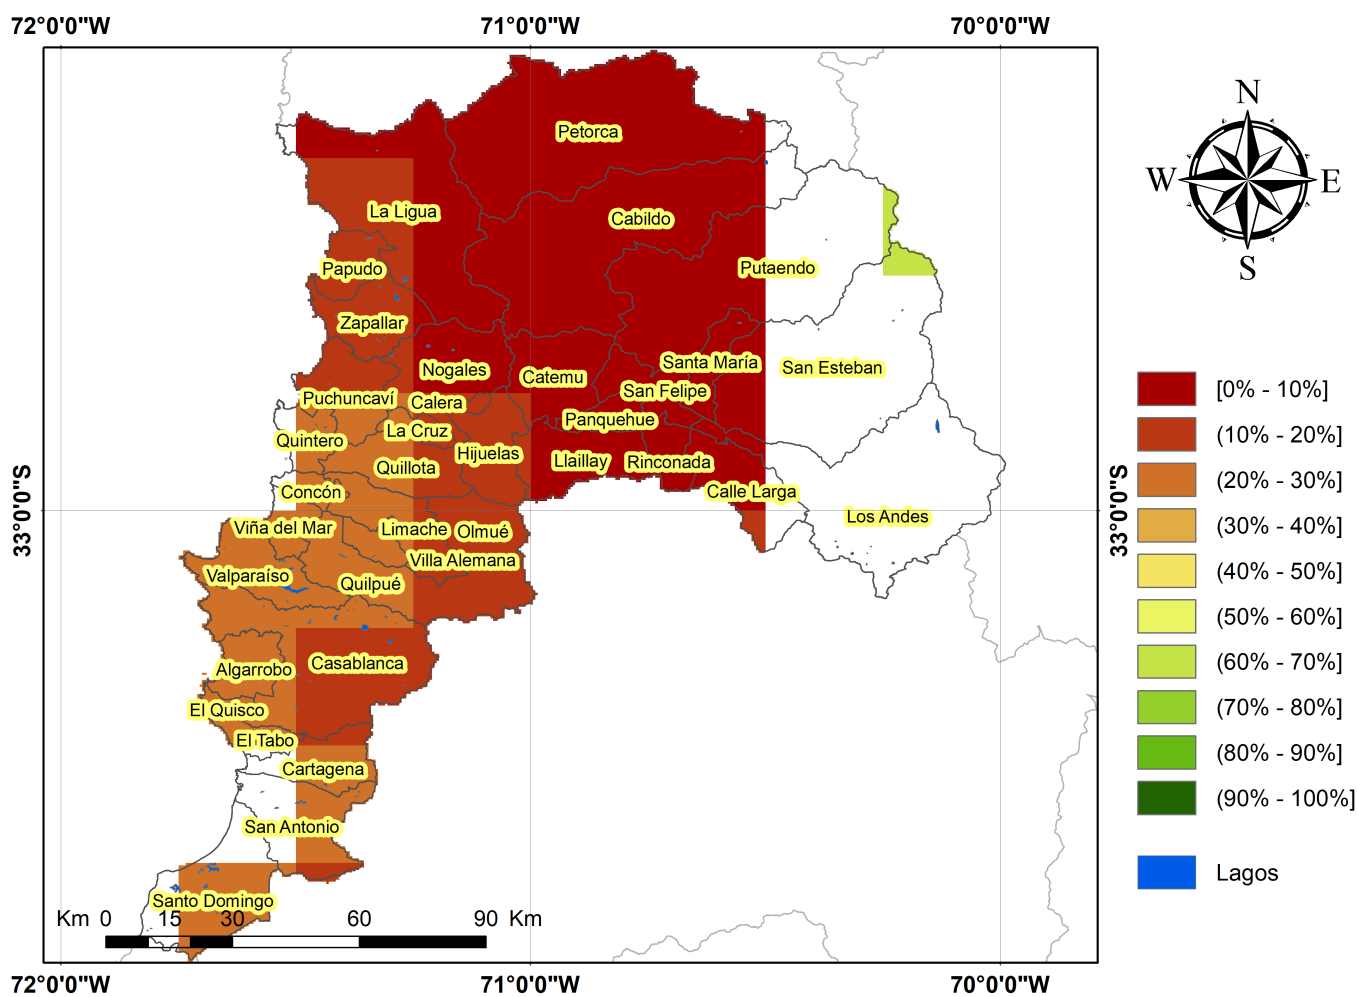 72°0'0"W 71°0'0"W 70°0'0"W
N
W E
S
Petorca
La Ligua
Cabildo
Papudo
Putaendo
Zapallar
Santa María
Nogales
San Esteban
Catemu
San Felipe
Puchuncaví
Calera
Panquehue
La Cruz
Quintero
Hijuelas
Llaillay
Rinconada
Quillota
Concón
Calle Larga
Los Andes
Viña del Mar
Limache
Olmué
Villa Alemana
Valparaíso
Quilpué
Casablanca
Algarrobo
El Quisco
El Tabo
Cartagena
San Antonio
Santo Domingo
33°0'0"S
33°0'0"S
[0% - 10%]
(10% - 20%]
(20% - 30%]
(30% - 40%]
(40% - 50%]
(50% - 60%]
(60% - 70%]
(70% - 80%]
(80% - 90%]
(90% - 100%]
Lagos
Km 0 15 30 60 90 Km
72°0'0"W 71°0'0"W 70°0'0"W